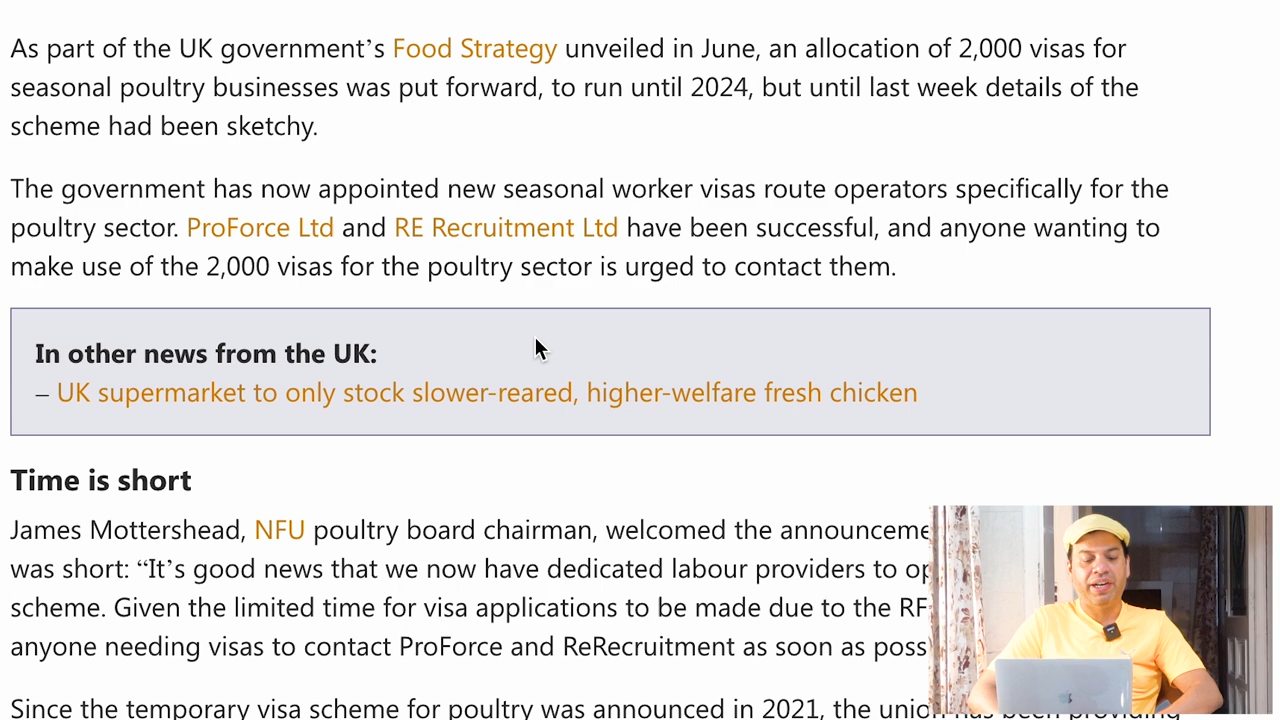 As part of the UK government’s Food Strategy unveiled in June, an allocation of 2,000 visas for
seasonal poultry businesses was put forward, to run until 2024, but until last week details of the
scheme had been sketchy.
The government has now appointed new seasonal worker visas route operators specifically for the
poultry sector. ProForce Ltd and RE Recruitment Ltd have been successful, and anyone wanting to
make use of the 2,000 visas for the poultry sector is urged to contact them.
In other news from the UK:
– UK supermarket to only stock slower-reared, higher-welfare fresh chicken
Time is short
James Mottershead, NFU poultry board chairman, welcomed the
was short: “It’s good news that we now have dedicated labour providers to
scheme. Given the limited time for visa applications to be made due to the
anyone needing visas to contact ProForce and ReRecruitment as soon as
Since the temporary visa scheme for poultry was announced in 2021, the union has been providing